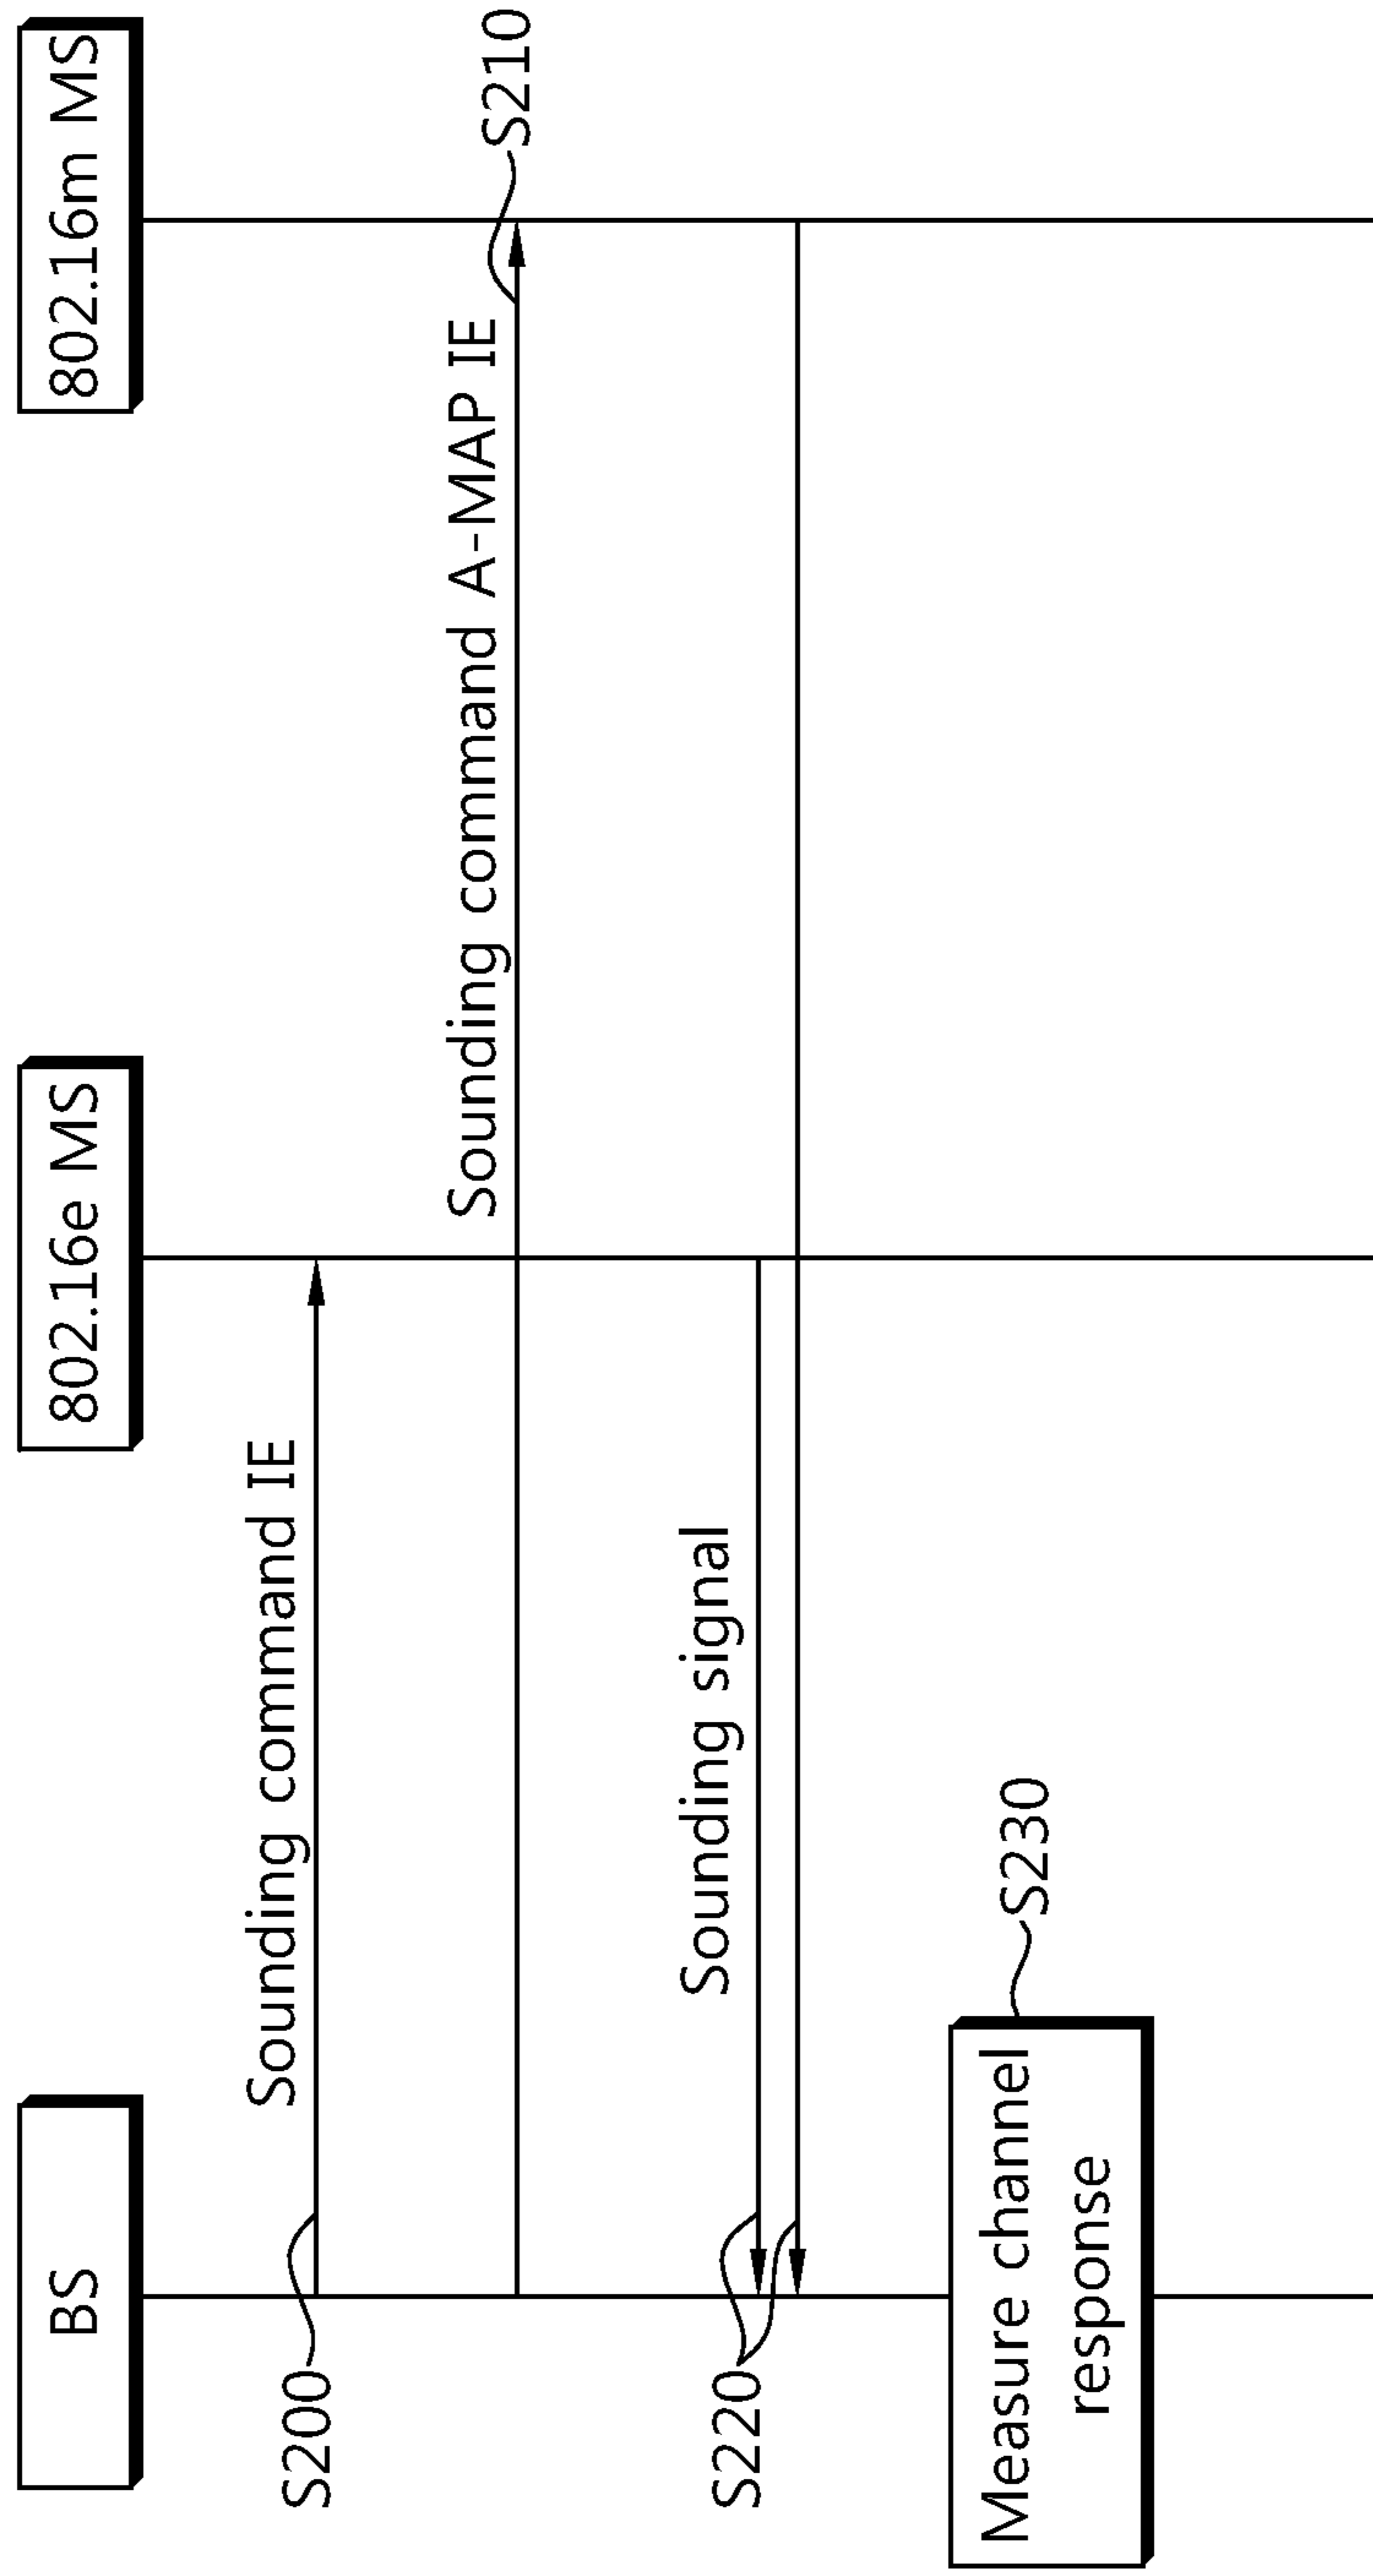 BS
802.16e MS
802.16m MS
Sounding command IE
S200
Sounding command A-MAP IE
S210
Sounding signal
S220
Measure channel
response
S230